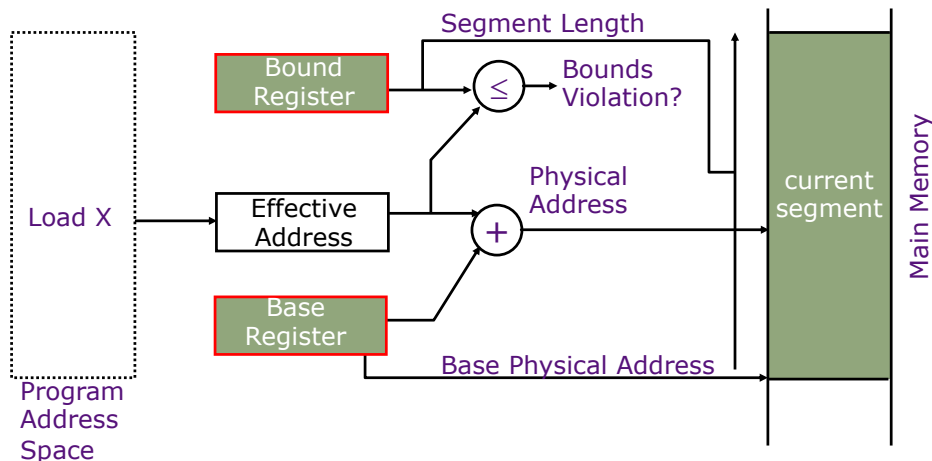 Segment Length
Bound
Register
≤
Bounds
Violation?
Load X
Effective
Address
Physical
Address
+
current
segment
Main Memory
Base
Register
Base Physical Address
Program
Address
Space